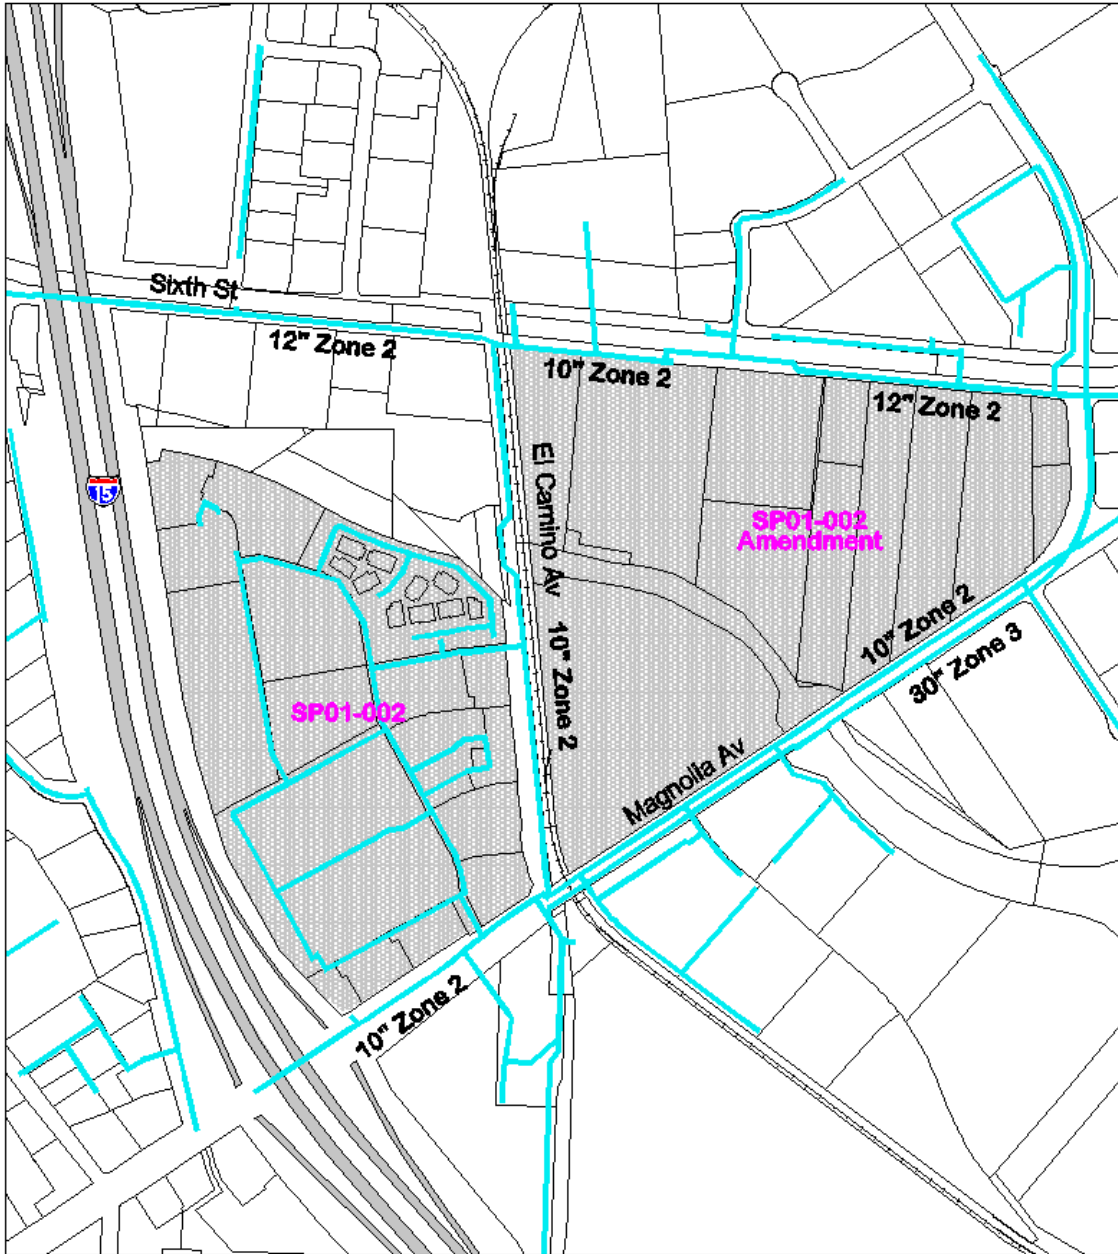 Sixth St
12" Zone 2
10" Zone 2
12" Zone 2
15
El Camino Av
10" Zone 2
SP01-002
Amendment
10" Zone 2
30" Zone 3
SP01-002
Magnolia Av
10" Zone 2